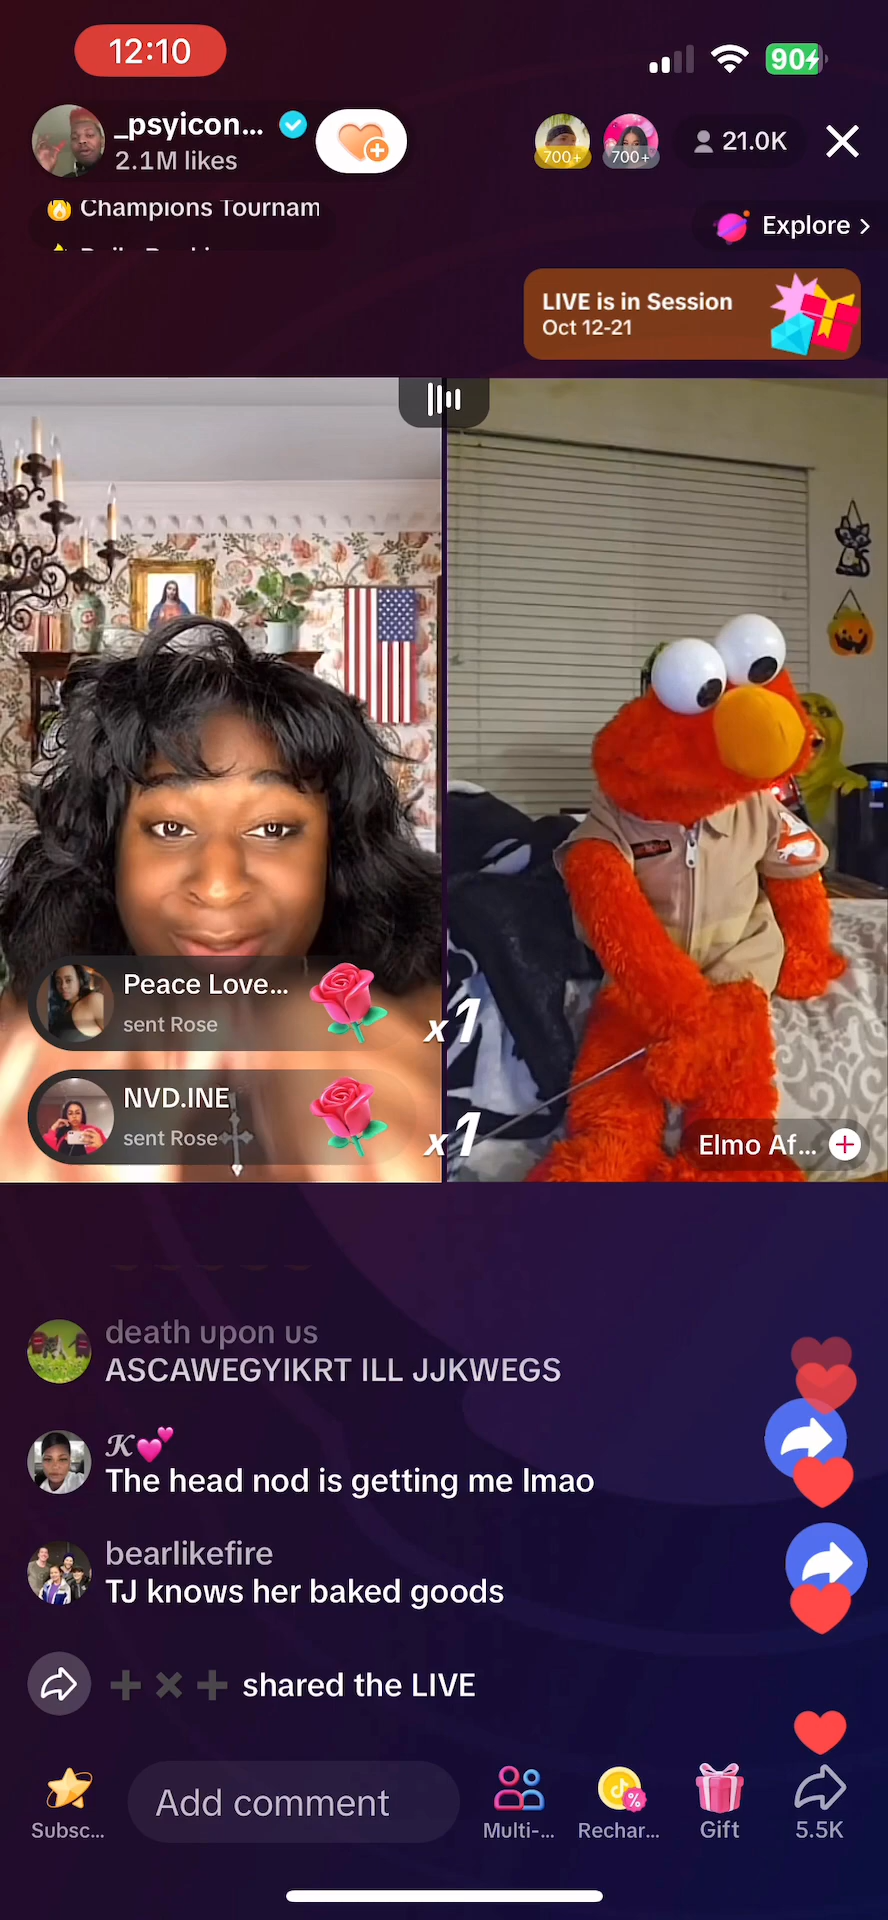 12:10
90
_psyicon...
2.1M likes
700+
700+
21.0K
Champions Tournam
Explore >
LIVE is in Session
Oct 12-21
Peace Love...
sent Rose
x1
NVD.INE
sent Rose
x1
Elmo Af...
death upon us
ASCAWEGYIKRT ILL JJKWEGS
K💕
The head nod is getting me lmao
bearlikefire
TJ knows her baked goods
➕ ✖ ➕ shared the LIVE
Add comment
Subsc...
Multi-...
Rechar...
Gift
5.5K